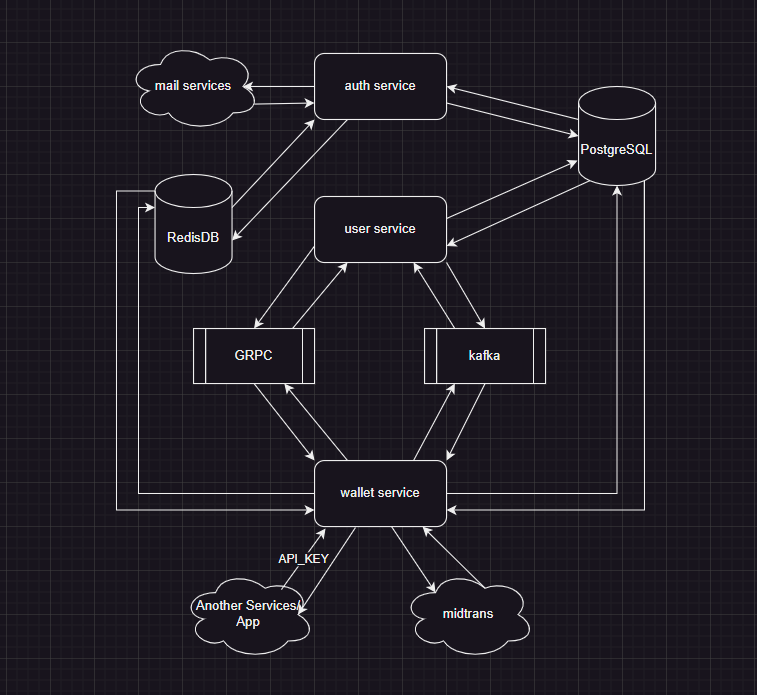 mail services
auth service
PostgreSQL
RedisDB
user service
GRPC
kafka
wallet service
API_KEY
Another Services/
App
midtrans